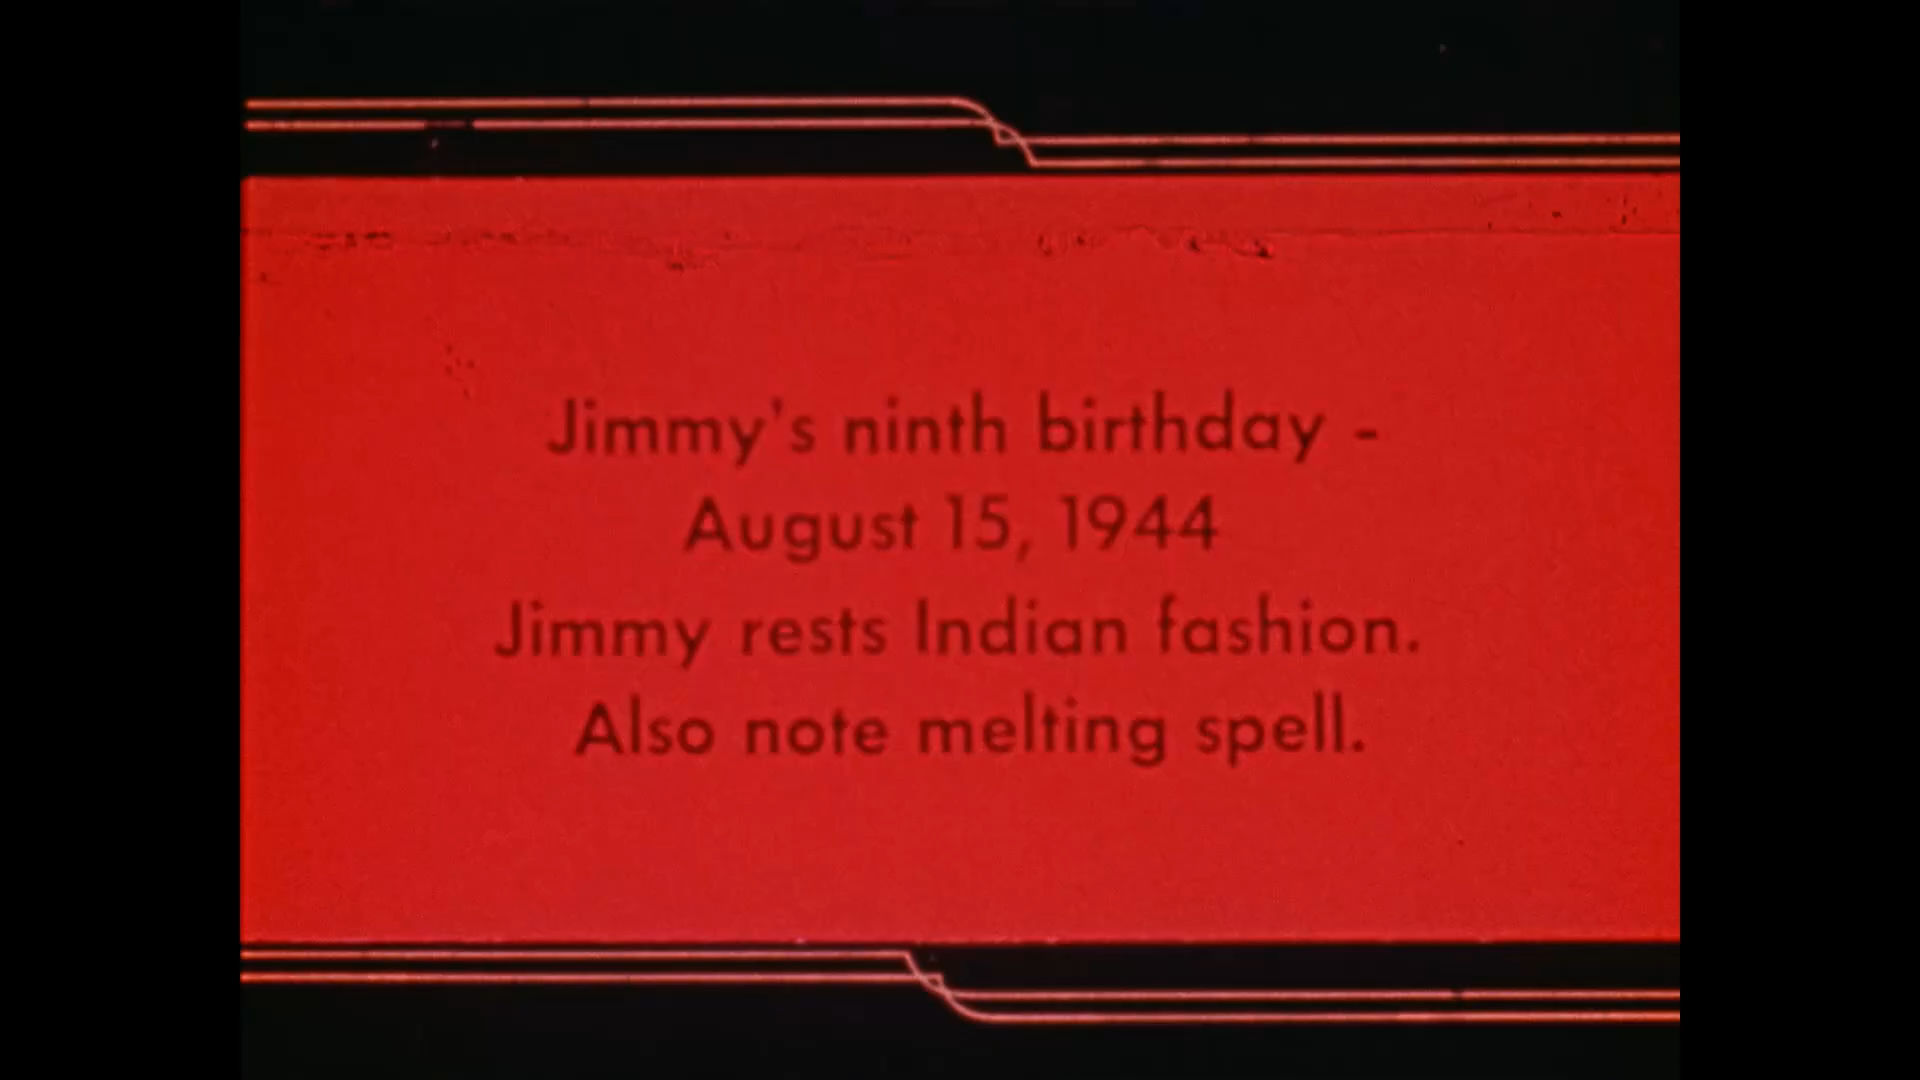 Jimmy's ninth birthday -
August 15, 1944
Jimmy rests Indian fashion.
Also note melting spell.